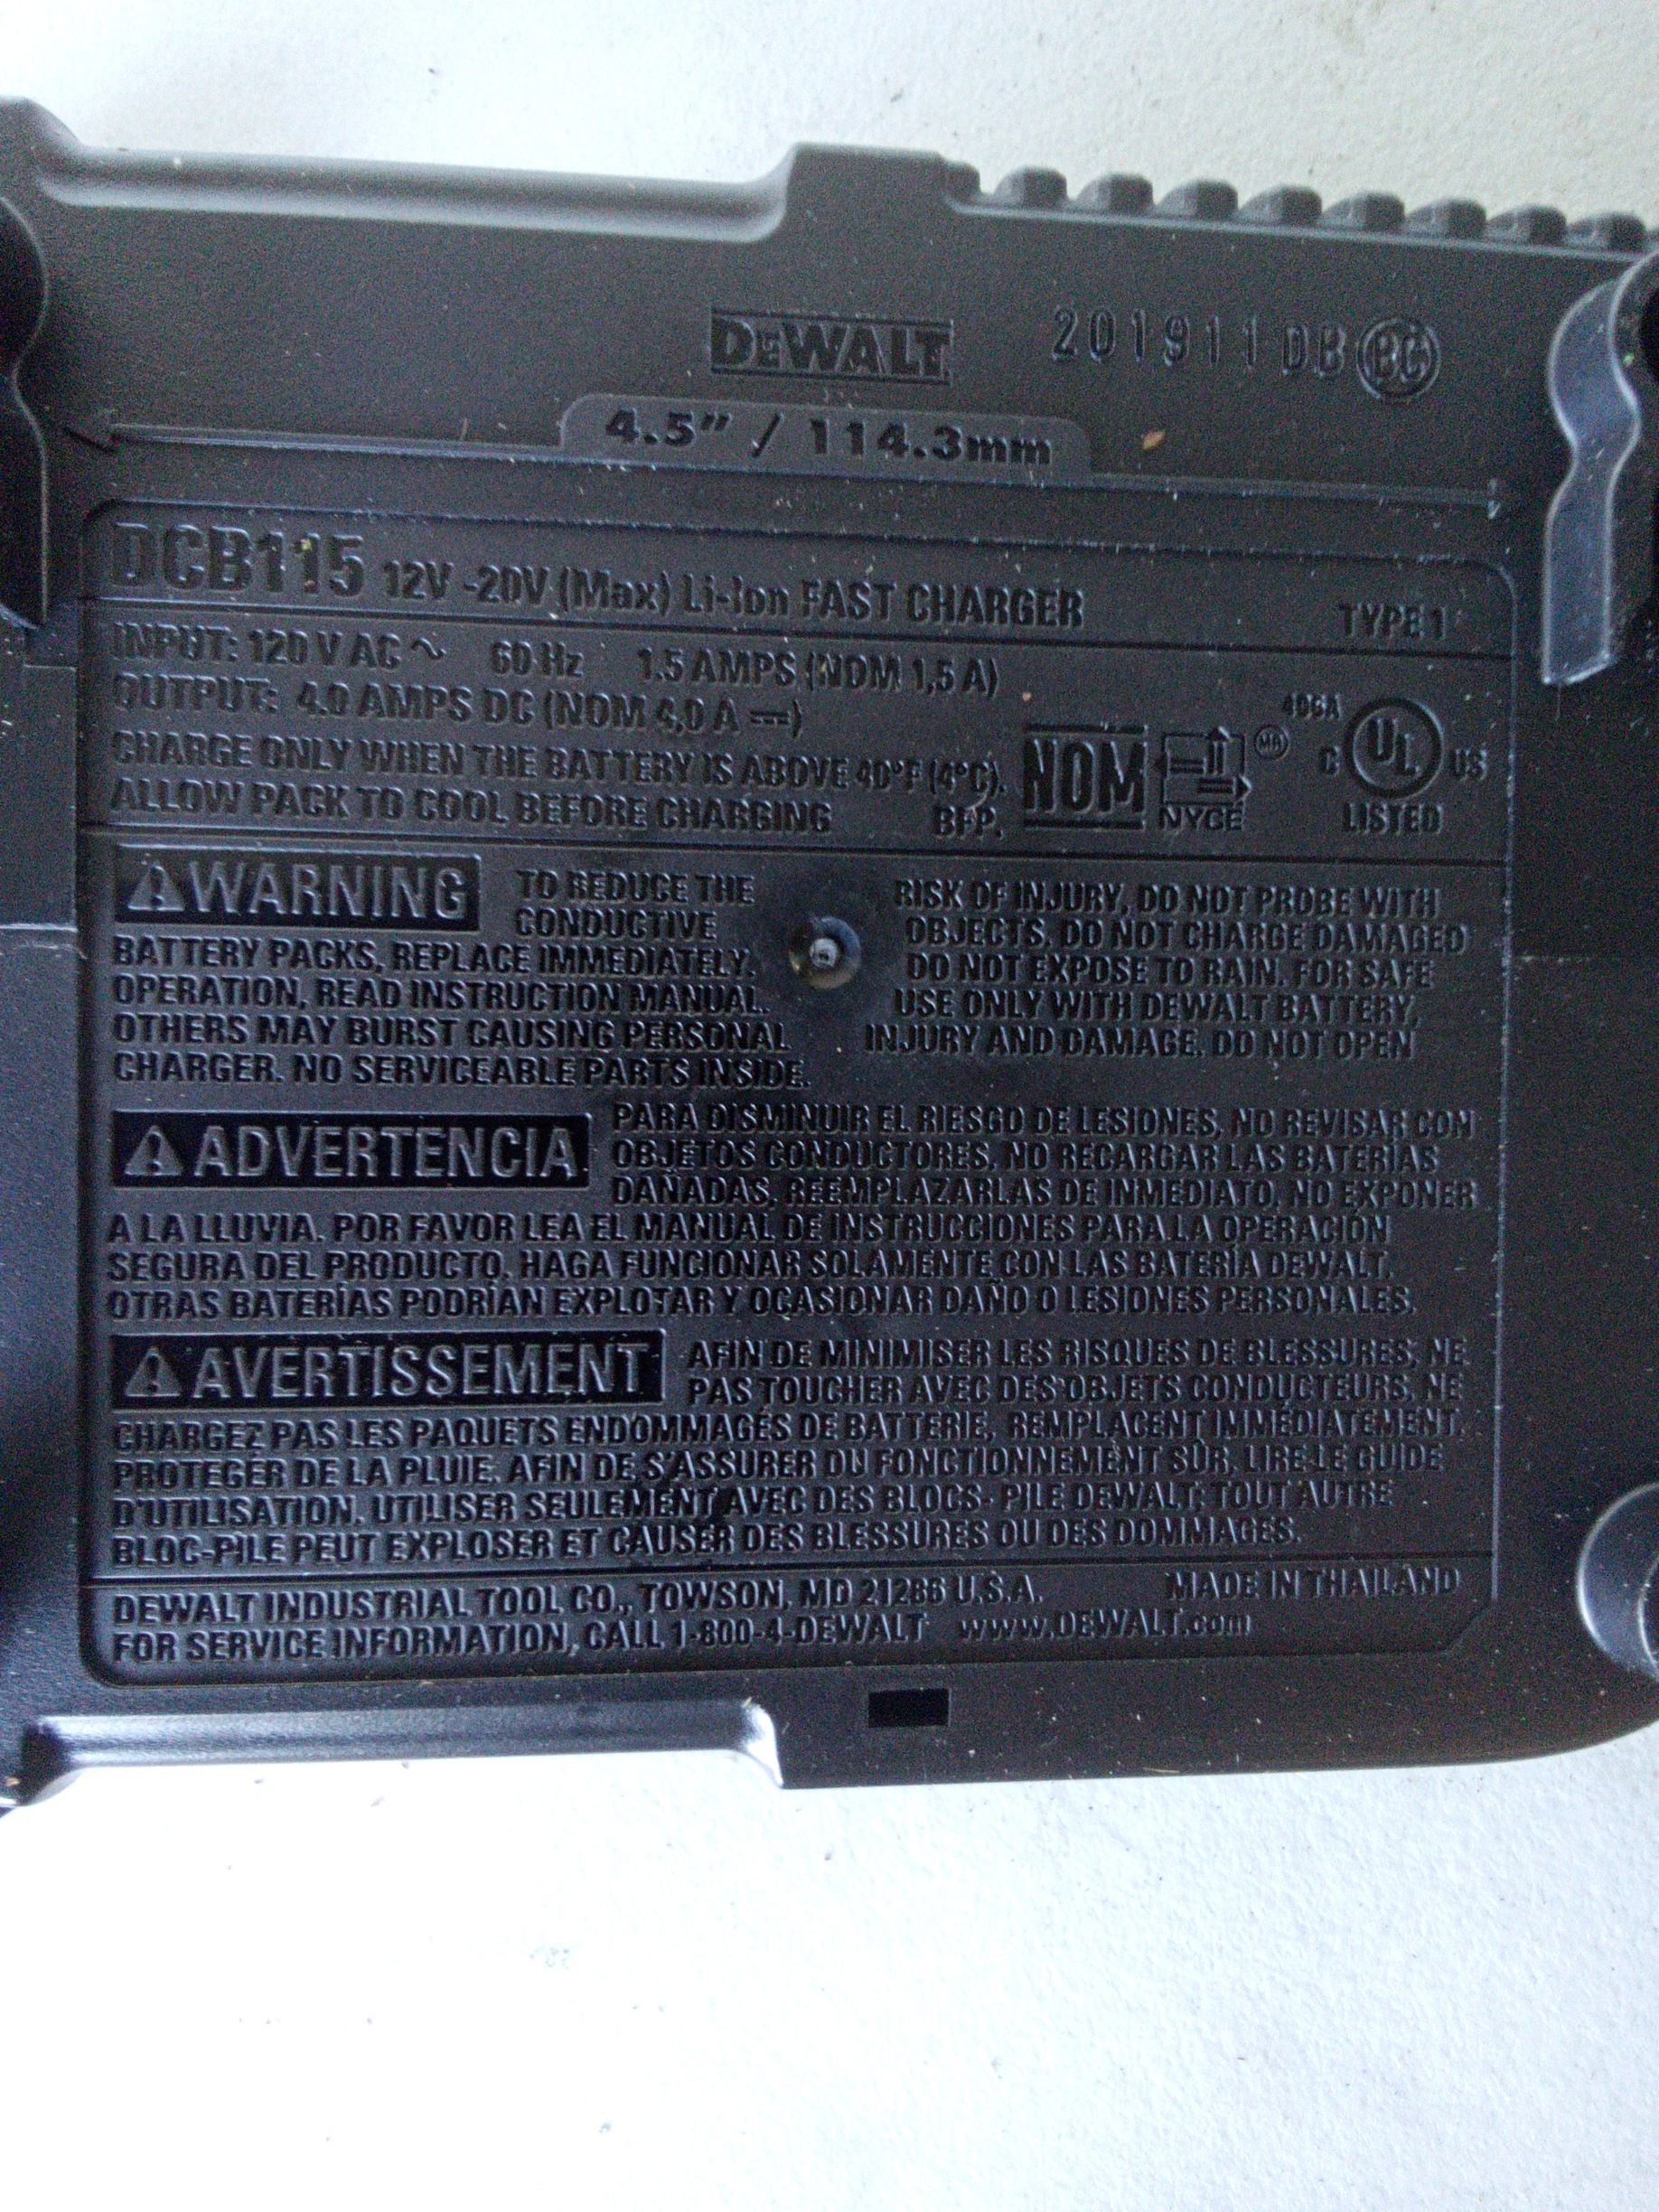 DEWALT 201911DB BC
4.5" / 114.3mm
DCB115 12V -20V (Max) Li-Ion FAST CHARGER TYPE 1
INPUT: 120 V AC ~ 60 Hz 1.5 AMPS (NOM 1,5 A)
OUTPUT: 4.0 AMPS DC (NOM 4,0 A ⎓)
CHARGE ONLY WHEN THE BATTERY IS ABOVE 40°F (4°C).
ALLOW PACK TO COOL BEFORE CHARGING BFP.
NOM NYCE MR C UL US LISTED
⚠WARNING TO REDUCE THE RISK OF INJURY, DO NOT PROBE WITH
CONDUCTIVE OBJECTS. DO NOT CHARGE DAMAGED
BATTERY PACKS, REPLACE IMMEDIATELY. DO NOT EXPOSE TO RAIN. FOR SAFE
OPERATION, READ INSTRUCTION MANUAL. USE ONLY WITH DEWALT BATTERY,
OTHERS MAY BURST CAUSING PERSONAL INJURY AND DAMAGE. DO NOT OPEN
CHARGER. NO SERVICEABLE PARTS INSIDE.
⚠ADVERTENCIA PARA DISMINUIR EL RIESGO DE LESIONES, NO REVISAR CON
OBJETOS CONDUCTORES. NO RECARGAR LAS BATERÍAS
DAÑADAS, REEMPLAZARLAS DE INMEDIATO. NO EXPONER
A LA LLUVIA. POR FAVOR LEA EL MANUAL DE INSTRUCCIONES PARA LA OPERACIÓN
SEGURA DEL PRODUCTO. HAGA FUNCIONAR SOLAMENTE CON LAS BATERÍA DEWALT.
OTRAS BATERÍAS PODRÍAN EXPLOTAR Y OCASIONAR DAÑO O LESIONES PERSONALES.
⚠AVERTISSEMENT AFIN DE MINIMISER LES RISQUES DE BLESSURES, NE
PAS TOUCHER AVEC DES OBJETS CONDUCTEURS, NE
CHARGEZ PAS LES PAQUETS ENDOMMAGÉS DE BATTERIE, REMPLACENT IMMÉDIATEMENT.
PROTEGER DE LA PLUIE. AFIN DE S'ASSURER DU FONCTIONNEMENT SÛR, LIRE LE GUIDE
D'UTILISATION. UTILISER SEULEMENT AVEC DES BLOCS- PILE DEWALT; TOUT AUTRE
BLOC-PILE PEUT EXPLOSER ET CAUSER DES BLESSURES OU DES DOMMAGES.
DEWALT INDUSTRIAL TOOL CO., TOWSON, MD 21286 U.S.A. MADE IN THAILAND
FOR SERVICE INFORMATION, CALL 1-800-4-DEWALT www.DEWALT.com